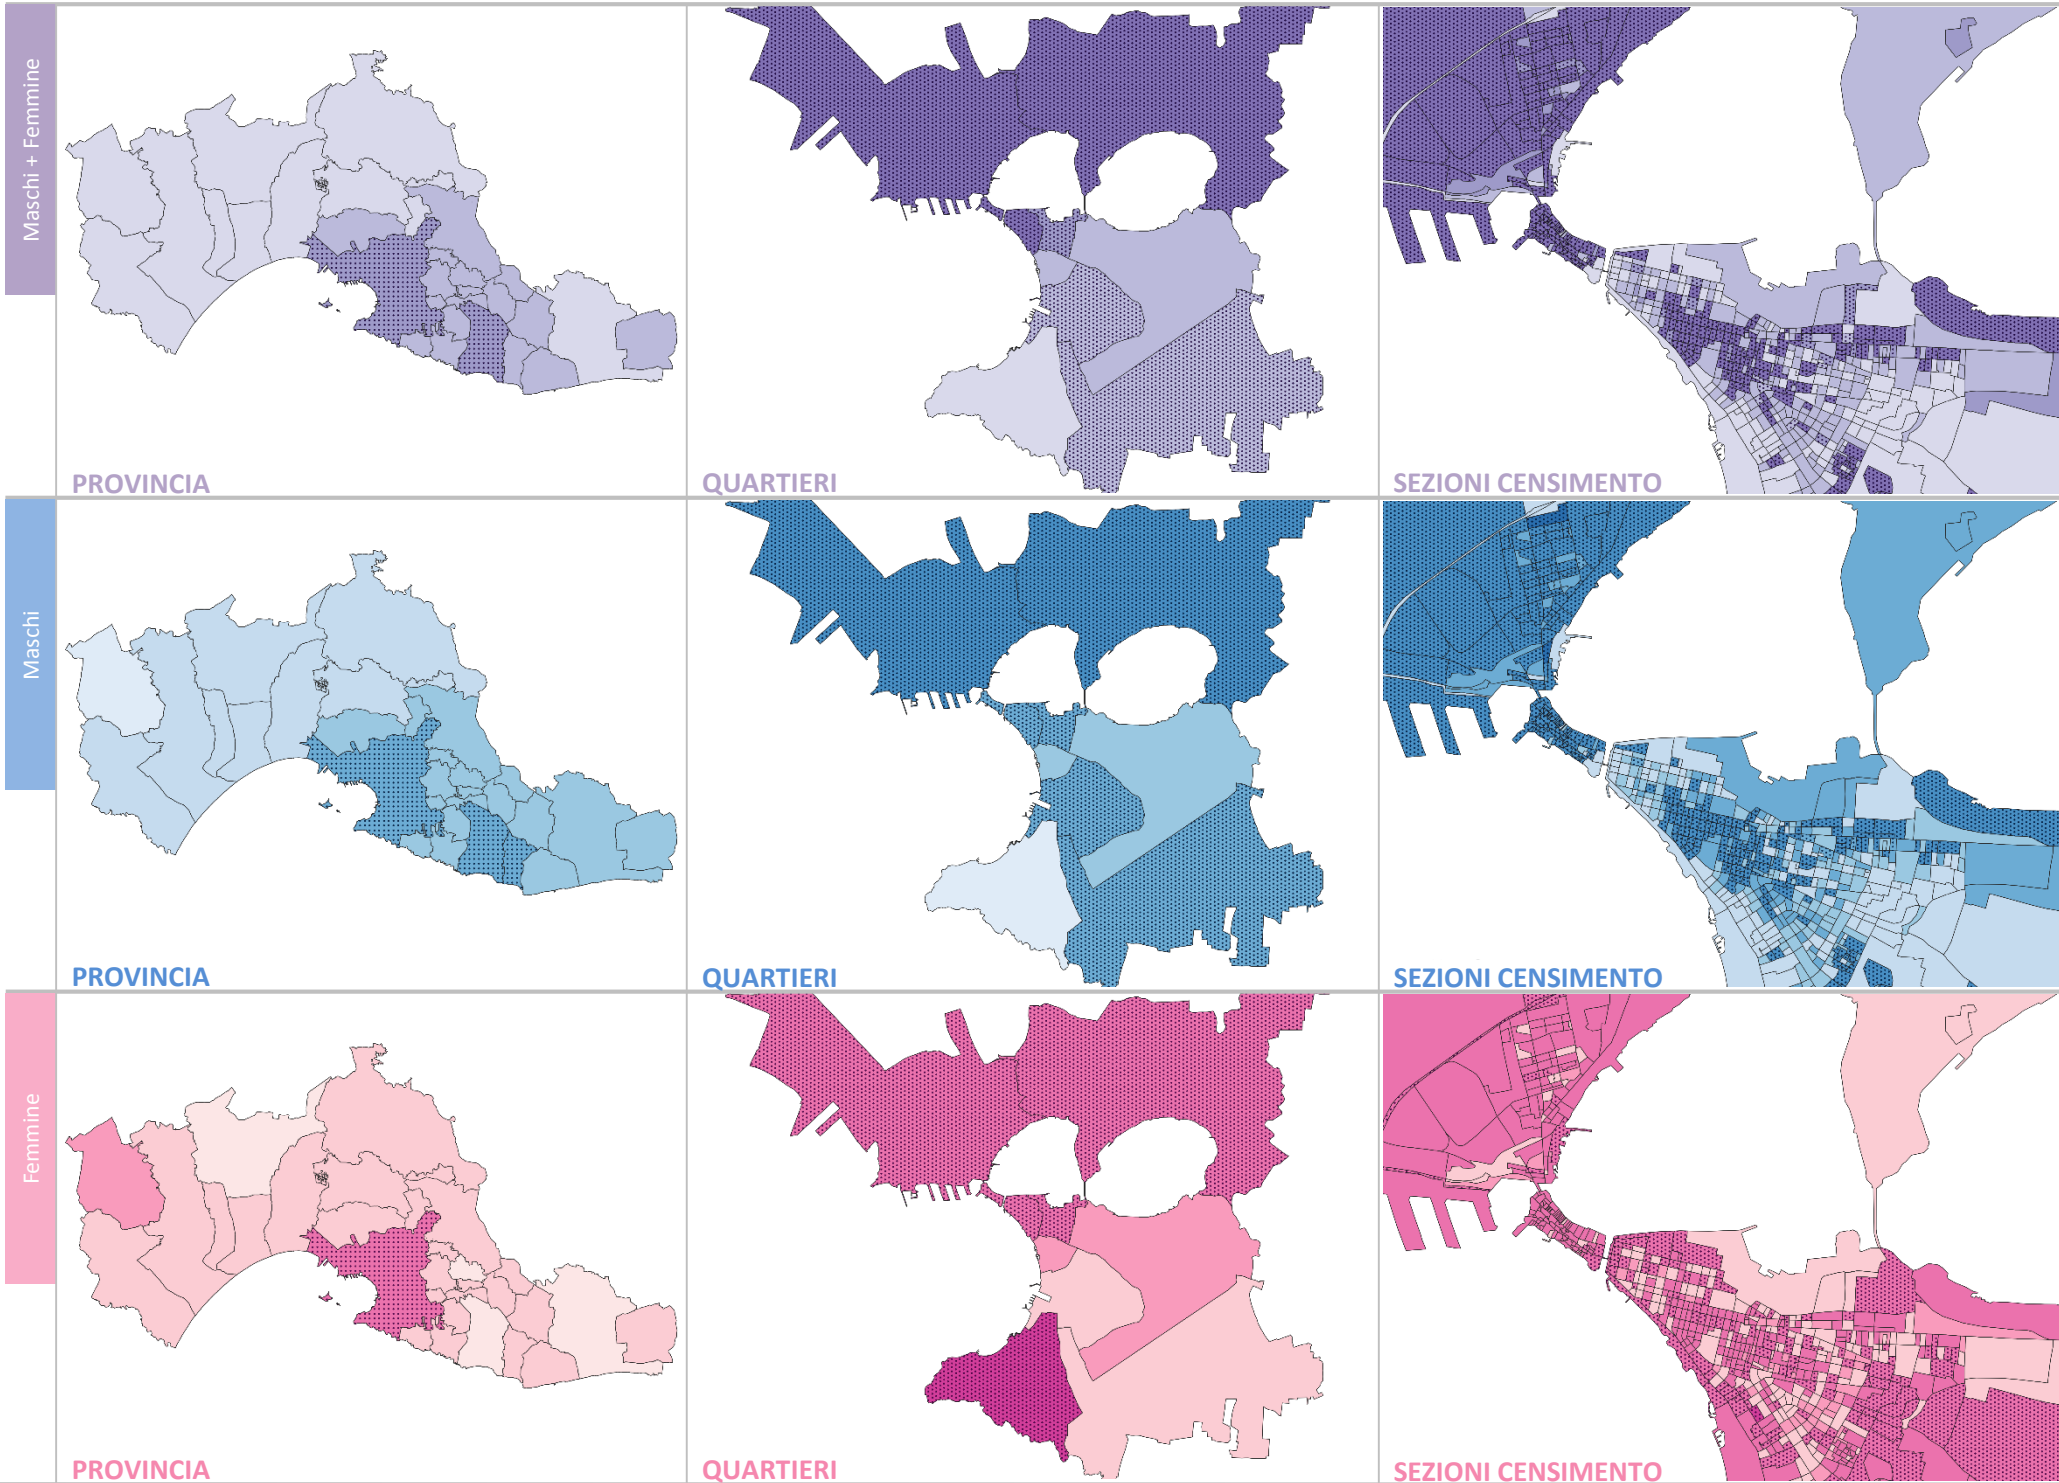 Maschi + Femmine
PROVINCIA
QUARTIERI
SEZIONI CENSIMENTO
Maschi
PROVINCIA
QUARTIERI
SEZIONI CENSIMENTO
Femmine
PROVINCIA
QUARTIERI
SEZIONI CENSIMENTO